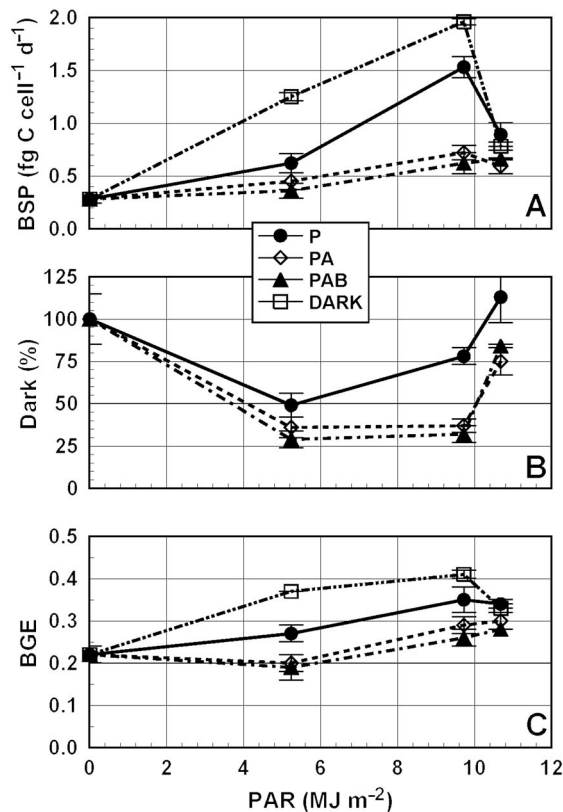 2.0
1.5
1.0
0.5
0.0
BSP (fg C cell⁻¹ d⁻¹)
A
P
PA
PAB
DARK
125
100
75
50
25
0
Dark (%)
B
0.5
0.4
0.3
0.2
0.1
0.0
BGE
C
0 2 4 6 8 10 12
PAR (MJ m⁻²)